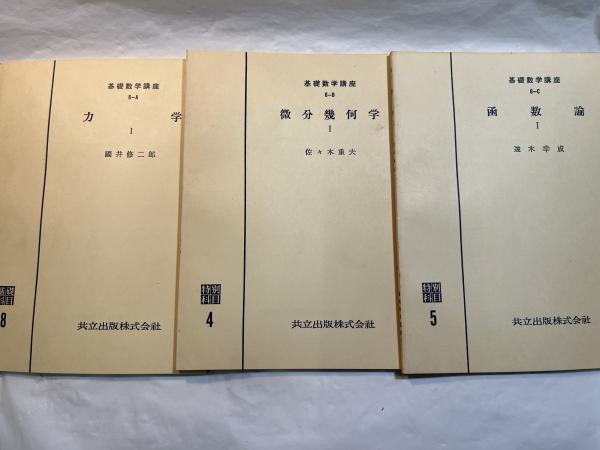 基礎数学講座
6-A
力 学
I
國井修二郎
8
共立出版株式会社
基礎数学講座
6-B
微分幾何学
I
佐々木重夫
特別
科目
4
共立出版株式会社
基礎数学講座
6-C
函数論
I
遠木幸成
特別
科目
5
共立出版株式会社